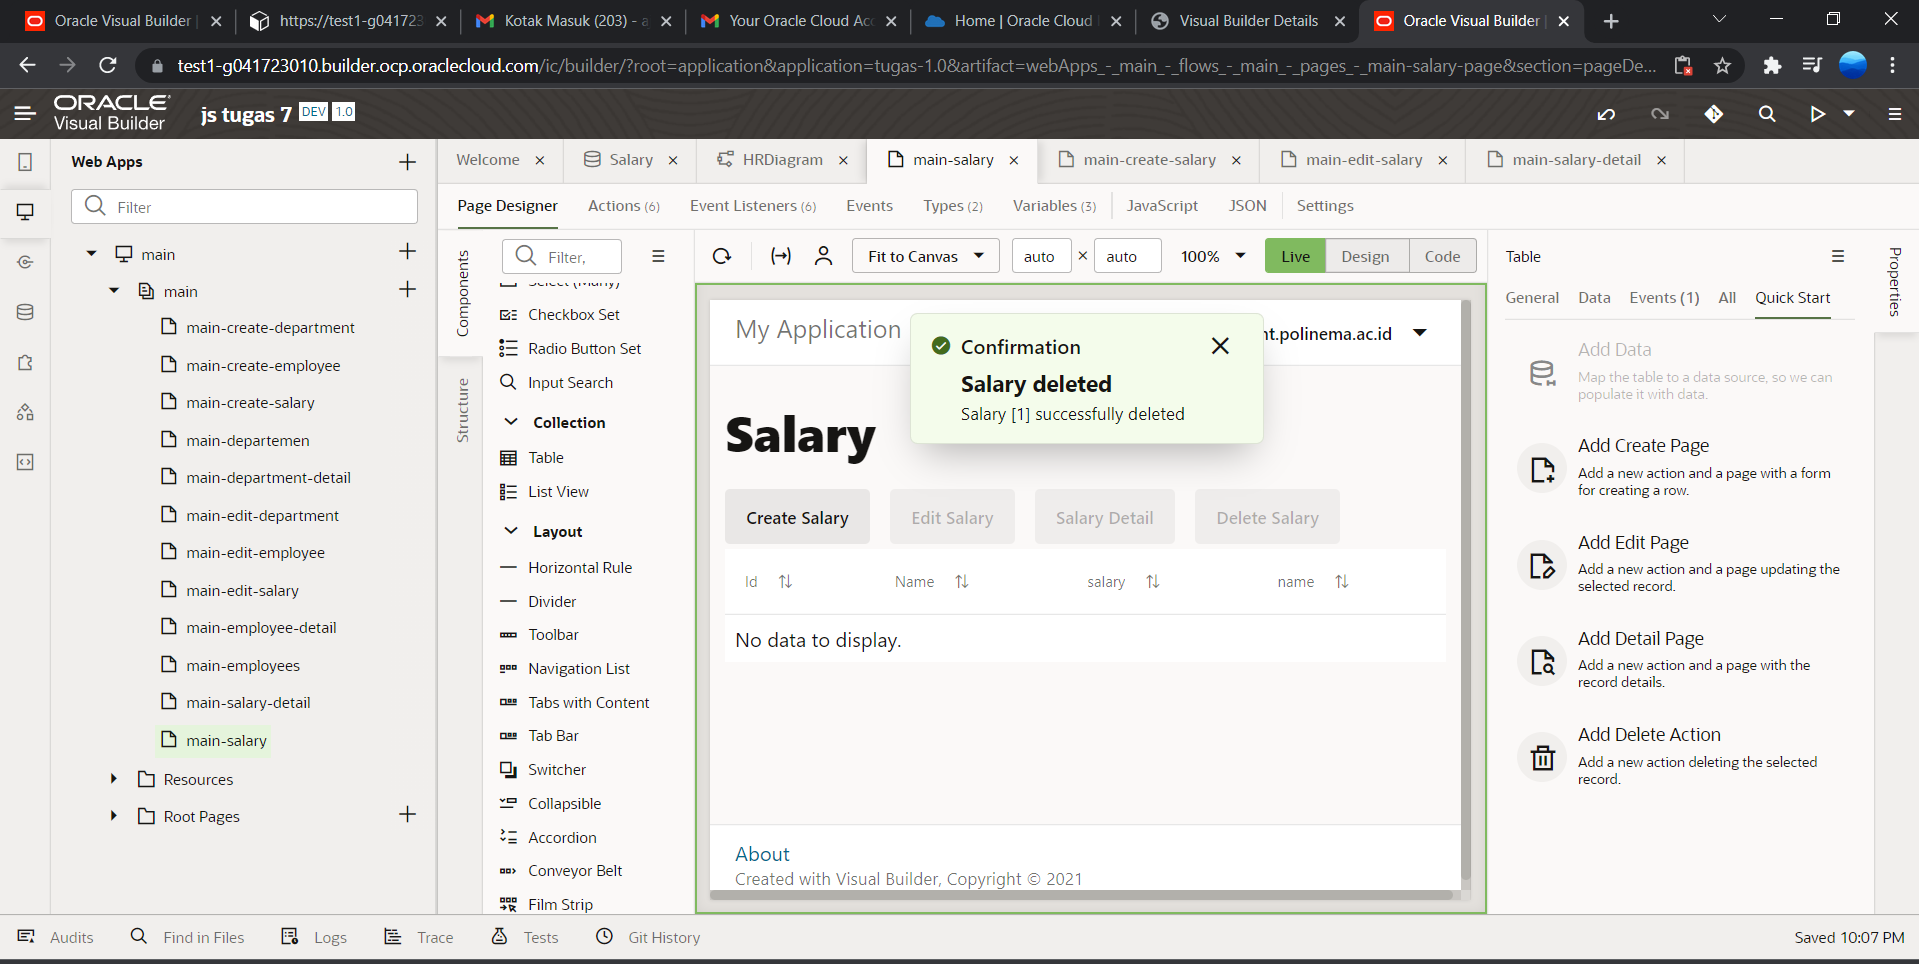 Oracle Visual Builder
https://test1-g041723
Kotak Masuk (203) - a
Your Oracle Cloud Acc
Home | Oracle Cloud
Visual Builder Details
Oracle Visual Builder |
test1-g041723010.builder.ocp.oraclecloud.com/ic/builder/?root=application&application=tugas-1.0&artifact=webApps_-_main_-_flows_-_main_-_pages_-_main-salary-page&section=pageDe...
ORACLE
Visual Builder
js tugas 7 DEV 1.0
Web Apps
Filter
main
main
main-create-department
main-create-employee
main-create-salary
main-departemen
main-department-detail
main-edit-department
main-edit-employee
main-edit-salary
main-employee-detail
main-employees
main-salary-detail
main-salary
Resources
Root Pages
Welcome
Salary
HRDiagram
main-salary
main-create-salary
main-edit-salary
main-salary-detail
Page Designer
Actions (6)
Event Listeners (6)
Events
Types (2)
Variables (3)
JavaScript
JSON
Settings
Components
Structure
Filter,
Select (Many)
Checkbox Set
Radio Button Set
Input Search
Collection
Table
List View
Layout
Horizontal Rule
Divider
Toolbar
Navigation List
Tabs with Content
Tab Bar
Switcher
Collapsible
Accordion
Conveyor Belt
Film Strip
Fit to Canvas
auto × auto
100%
Live
Design
Code
My Application
nt.polinema.ac.id
Confirmation
Salary deleted
Salary [1] successfully deleted
Salary
Create Salary
Edit Salary
Salary Detail
Delete Salary
Id
Name
salary
name
No data to display.
About
Created with Visual Builder, Copyright © 2021
Table
General
Data
Events (1)
All
Quick Start
Properties
Add Data
Map the table to a data source, so we can
populate it with data.
Add Create Page
Add a new action and a page with a form
for creating a row.
Add Edit Page
Add a new action and a page updating the
selected record.
Add Detail Page
Add a new action and a page with the
record details.
Add Delete Action
Add a new action deleting the selected
record.
Audits
Find in Files
Logs
Trace
Tests
Git History
Saved 10:07 PM